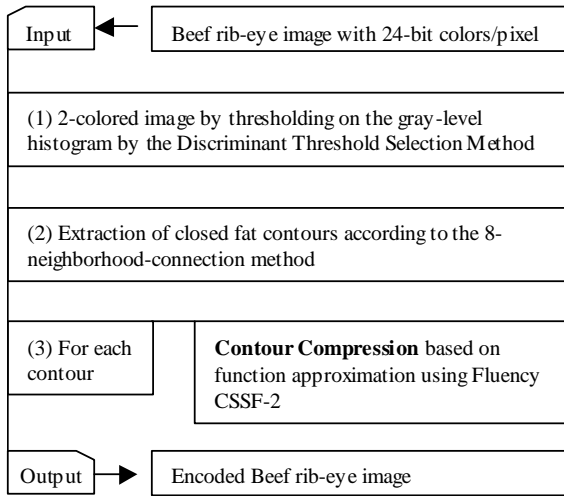 Input
Beef rib-eye image with 24-bit colors/pixel
(1) 2-colored image by thresholding on the gray-level
histogram by the Discriminant Threshold Selection Method
(2) Extraction of closed fat contours according to the 8-
neighborhood-connection method
(3) For each
contour
Contour Compression based on
function approximation using Fluency
CSSF-2
Output
Encoded Beef rib-eye image